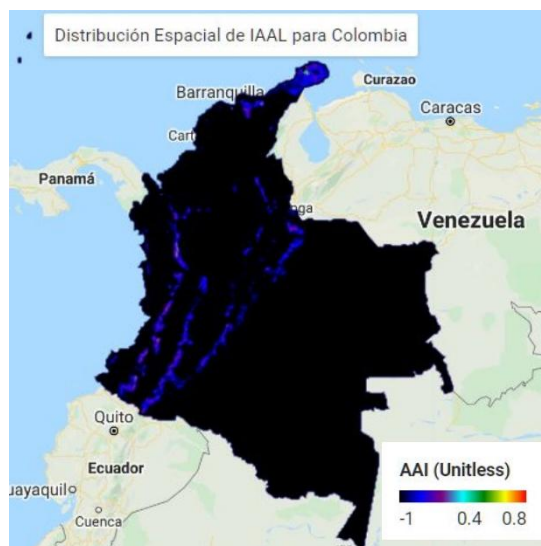 Distribución Espacial de IAAL para Colombia
Barranquilla
Curazao
Caracas
Cart
Panamá
nga
Venezuela
Quito
Ecuador
uayaquil
Cuenca
AAI (Unitless)
-1 0.4 0.8